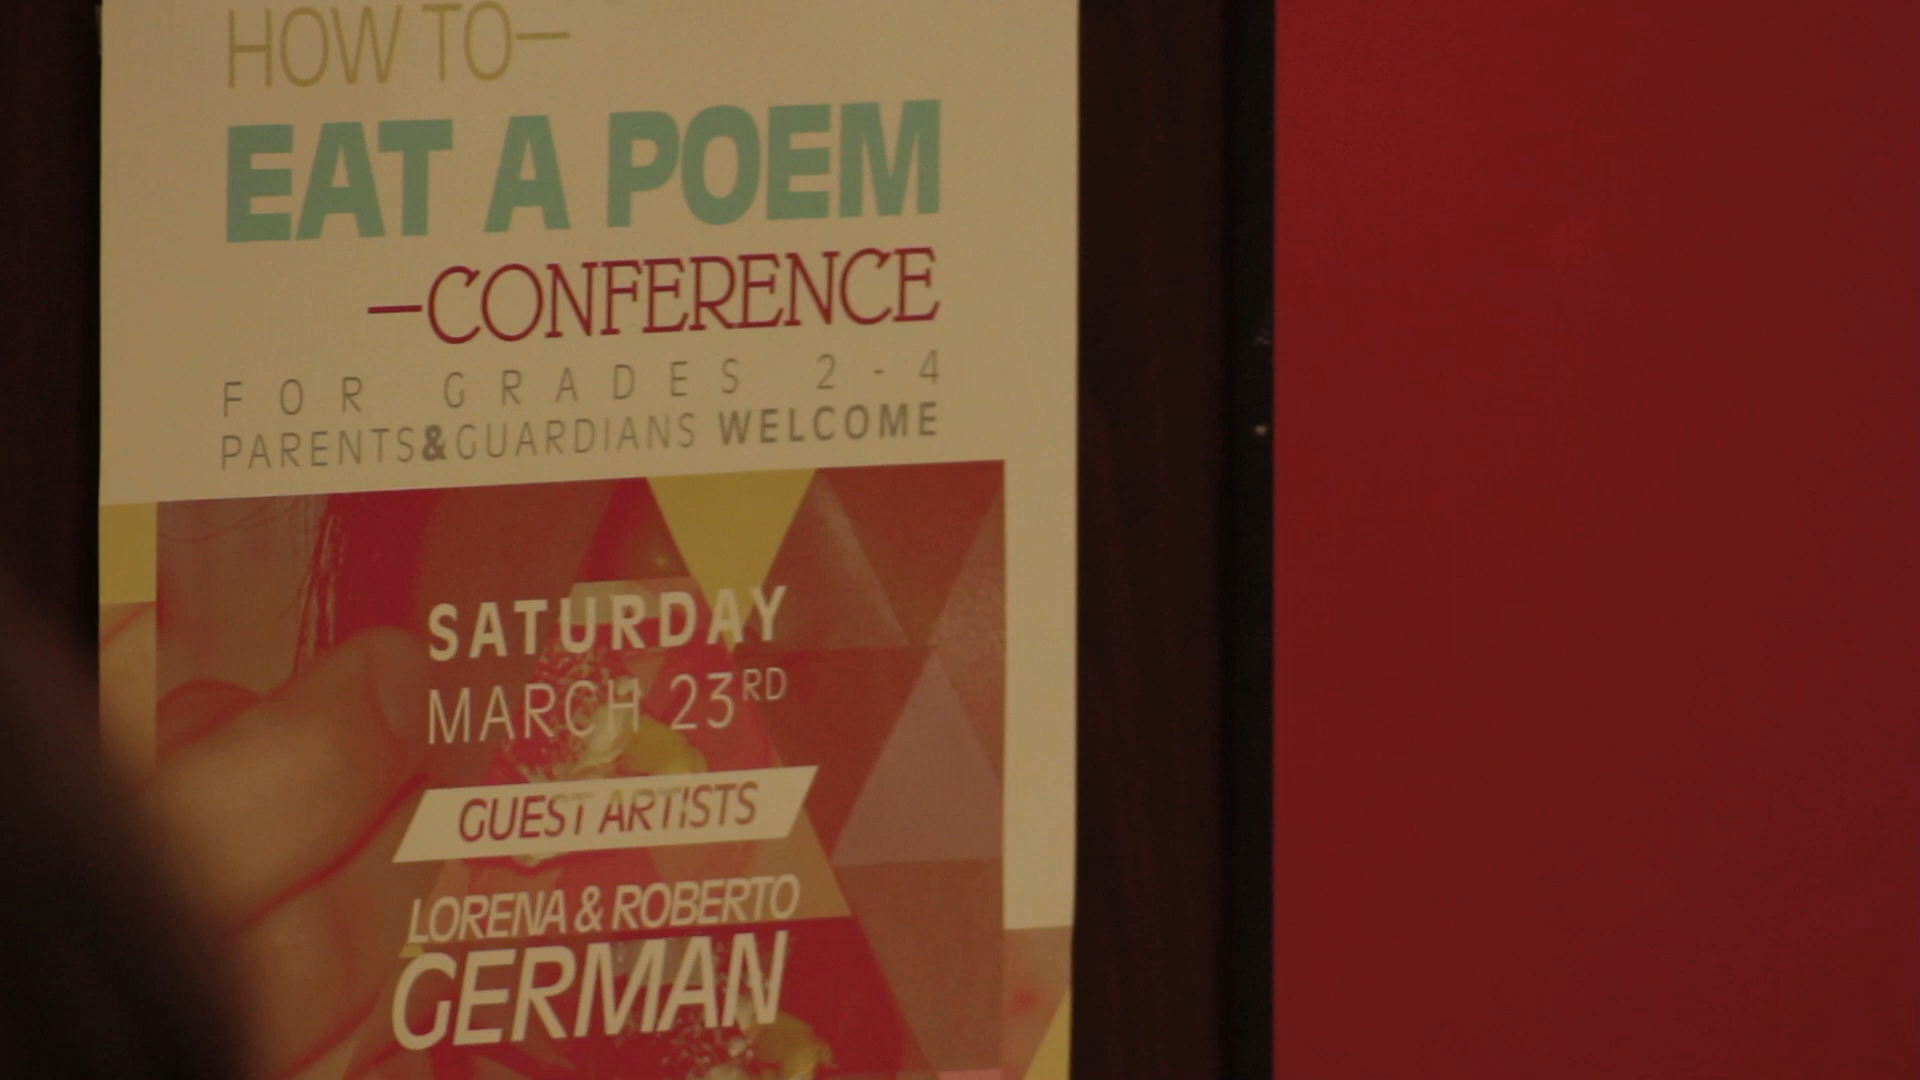 HOW TO—
EAT A POEM
—CONFERENCE
FOR GRADES 2-4
PARENTS&GUARDIANS WELCOME
SATURDAY
MARCH 23RD
GUEST ARTISTS
LORENA & ROBERTO
GERMAN